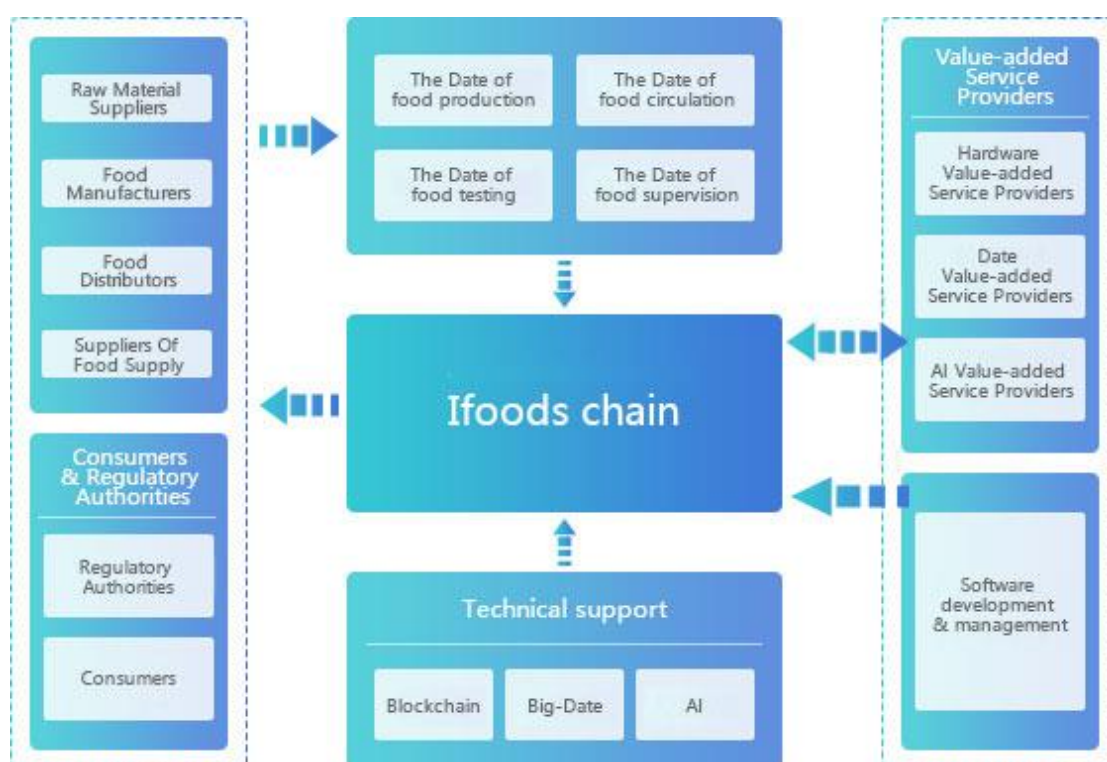 Raw Material
Suppliers
Food
Manufacturers
Food
Distributors
Suppliers Of
Food Supply
Consumers
& Regulatory
Authorities
Regulatory
Authorities
Consumers
The Date of
food production
The Date of
food circulation
The Date of
food testing
The Date of
food supervision
Ifoods chain
Technical support
Blockchain
Big-Date
AI
Value-added
Service
Providers
Hardware
Value-added
Service Providers
Date
Value-added
Service Providers
AI Value-added
Service Providers
Software
development
& management